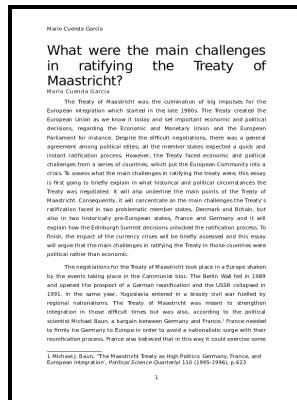 Mario Cuenda García
What were the main challenges
in ratifying the Treaty of
Maastricht?
Mario Cuenda García
The Treaty of Maastricht was the culmination of big impulses for the
European Integration which started in the late 1980s. The Treaty created the
European Union as we know it today and set important economic and political
decisions, regarding the Economic and Monetary Union and the European
Parliament for instance. Despite the difficult negotiations, there was a general
agreement among political elites; all the member states expected a quick and
instant ratification process. However, the Treaty faced economic and political
challenges from a series of countries, which put the European Community into a
crisis. To assess what the main challenges in ratifying the treaty were, this essay
is first going to briefly explain in what historical and political circumstances the
Treaty was negotiated. It will also underline the main points of the Treaty of
Maastricht. Consequently, it will concentrate on the main challenges the Treaty's
ratification faced in two problematic member states, Denmark and Britain, but
also in two historically pro-European states, France and Germany and it will
explain how the Edinburgh Summit decisions unlocked the ratification process. To
finish, the impact of the currency crises will be briefly assessed and this essay
will argue that the main challenges in ratifying the Treaty in those countries were
political rather than economic.
The negotiations for the Treaty of Maastricht took place in a Europe shaken
by the events taking place in the Communist bloc. The Berlin Wall fell in 1989
and opened the prospect of a German reunification and the USSR collapsed in
1991. In the same year, Yugoslavia entered in a bloody civil war fuelled by
regional nationalisms. The Treaty of Maastricht was meant to strengthen
integration in those difficult times but was also, according to the political
scientist Michael Baun, a bargain between Germany and France.¹ France needed
to firmly tie Germany to Europe in order to avoid a nationalistic surge with their
reunification process. France also believed that in this way it could exercise some
1 Michael J. Baun, "The Maastricht Treaty as High Politics: Germany, France, and
European Integration", Political Science Quarterly 110 (1995-1996), p.623
1